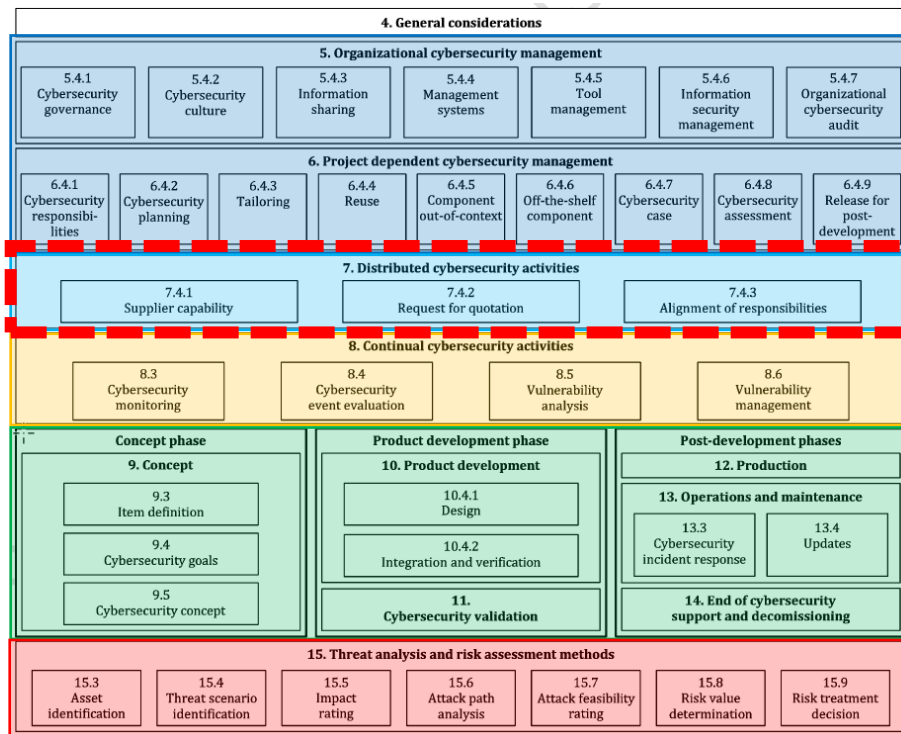 4. General considerations
5. Organizational cybersecurity management
5.4.1
Cybersecurity
governance
5.4.2
Cybersecurity
culture
5.4.3
Information
sharing
5.4.4
Management
systems
5.4.5
Tool
management
5.4.6
Information
security
management
5.4.7
Organizational
cybersecurity
audit
6. Project dependent cybersecurity management
6.4.1
Cybersecurity
responsibi-
lities
6.4.2
Cybersecurity
planning
6.4.3
Tailoring
6.4.4
Reuse
6.4.5
Component
out-of-context
6.4.6
Off-the-shelf
component
6.4.7
Cybersecurity
case
6.4.8
Cybersecurity
assessment
6.4.9
Release for
post-
development
7. Distributed cybersecurity activities
7.4.1
Supplier capability
7.4.2
Request for quotation
7.4.3
Alignment of responsibilities
8. Continual cybersecurity activities
8.3
Cybersecurity
monitoring
8.4
Cybersecurity
event evaluation
8.5
Vulnerability
analysis
8.6
Vulnerability
management
Concept phase
9. Concept
9.3
Item definition
9.4
Cybersecurity goals
9.5
Cybersecurity concept
Product development phase
10. Product development
10.4.1
Design
10.4.2
Integration and verification
11.
Cybersecurity validation
Post-development phases
12. Production
13. Operations and maintenance
13.3
Cybersecurity
incident response
13.4
Updates
14. End of cybersecurity
support and decomissioning
15. Threat analysis and risk assessment methods
15.3
Asset
identification
15.4
Threat scenario
identification
15.5
Impact
rating
15.6
Attack path
analysis
15.7
Attack feasibility
rating
15.8
Risk value
determination
15.9
Risk treatment
decision